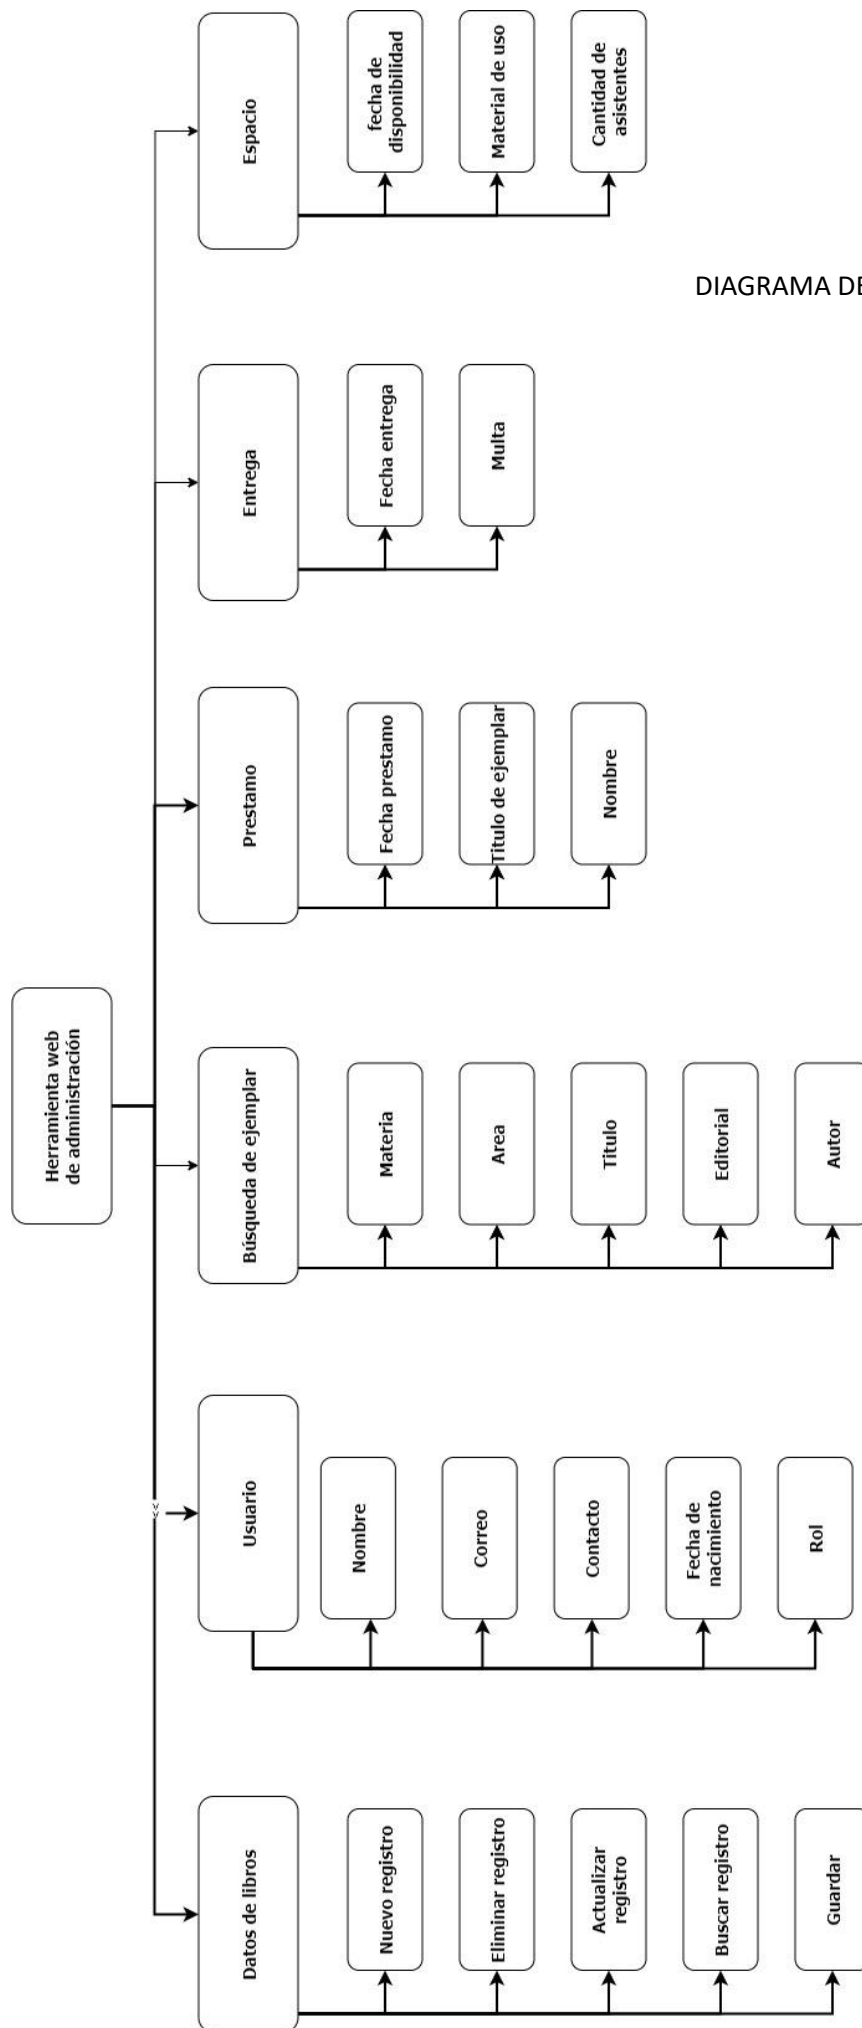 Herramienta web
de administración
Datos de libros
Nuevo registro
Eliminar registro
Actualizar
registro
Buscar registro
Guardar
Usuario
Nombre
Correo
Contacto
Fecha de
nacimiento
Rol
Búsqueda de ejemplar
Materia
Area
Titulo
Editorial
Autor
Prestamo
Fecha prestamo
Titulo de ejemplar
Nombre
Entrega
Fecha entrega
Multa
Espacio
fecha de
disponibilidad
Material de uso
Cantidad de
asistentes
DIAGRAMA DE